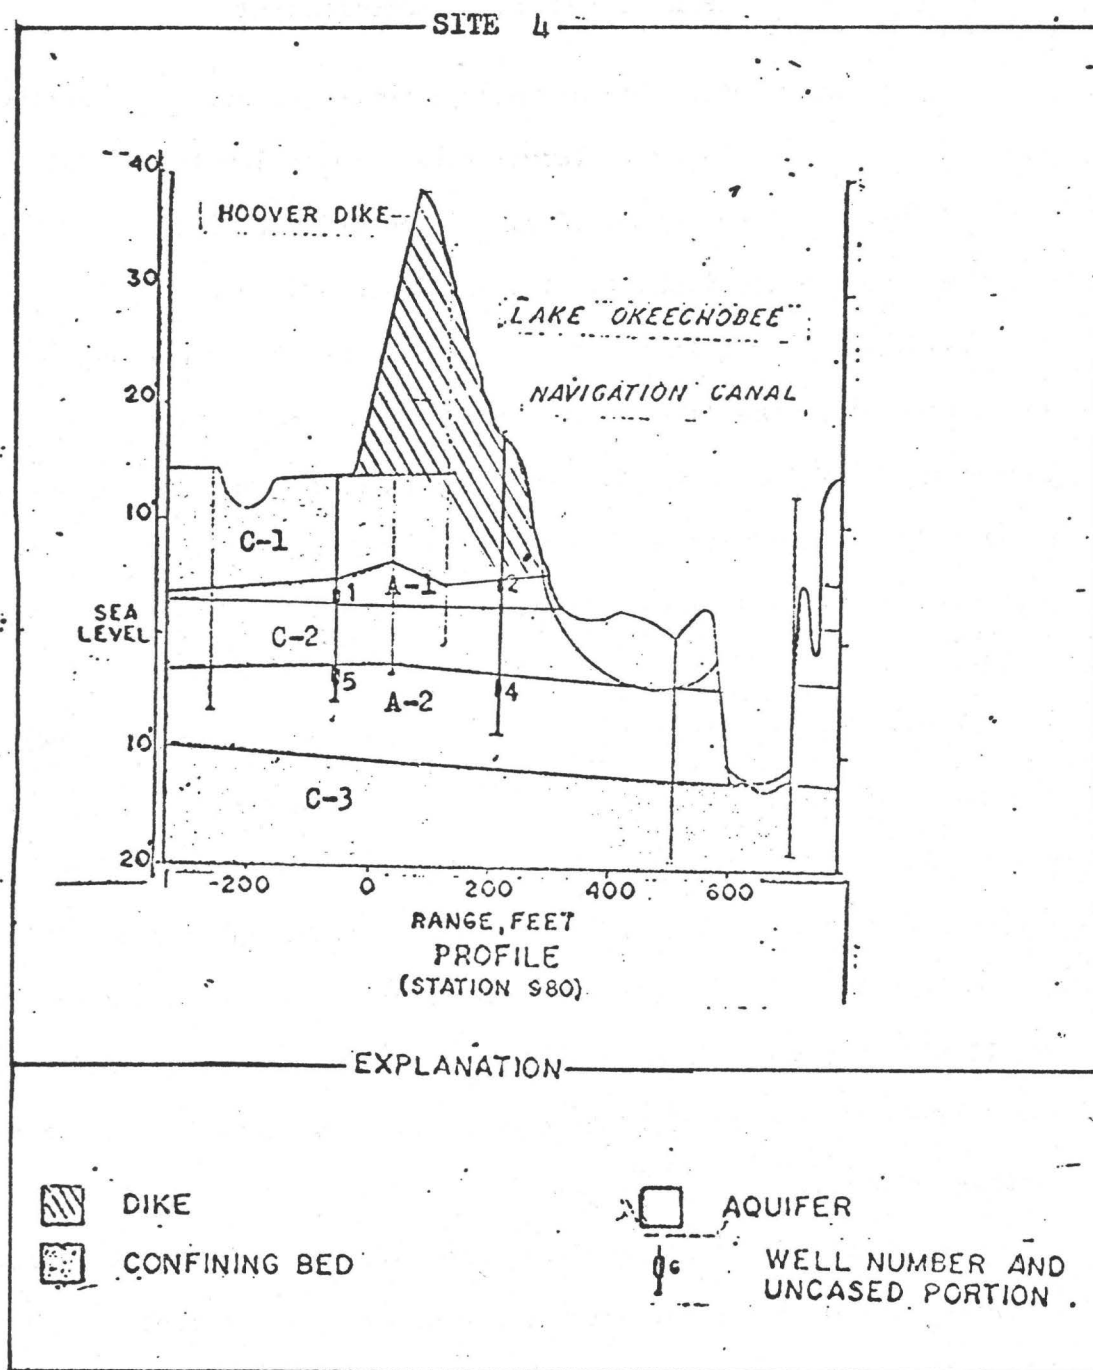 SITE 4
40
HOOVER DIKE
30
LAKE OKEECHOBEE
20
NAVIGATION CANAL
10
C-1
1
A-1
2
SEA
LEVEL
C-2
5
A-2
4
10
C-3
20
-200 0 200 400 600
RANGE, FEET
PROFILE
(STATION 980)
EXPLANATION
DIKE
AQUIFER
CONFINING BED
6
WELL NUMBER AND
UNCASED PORTION